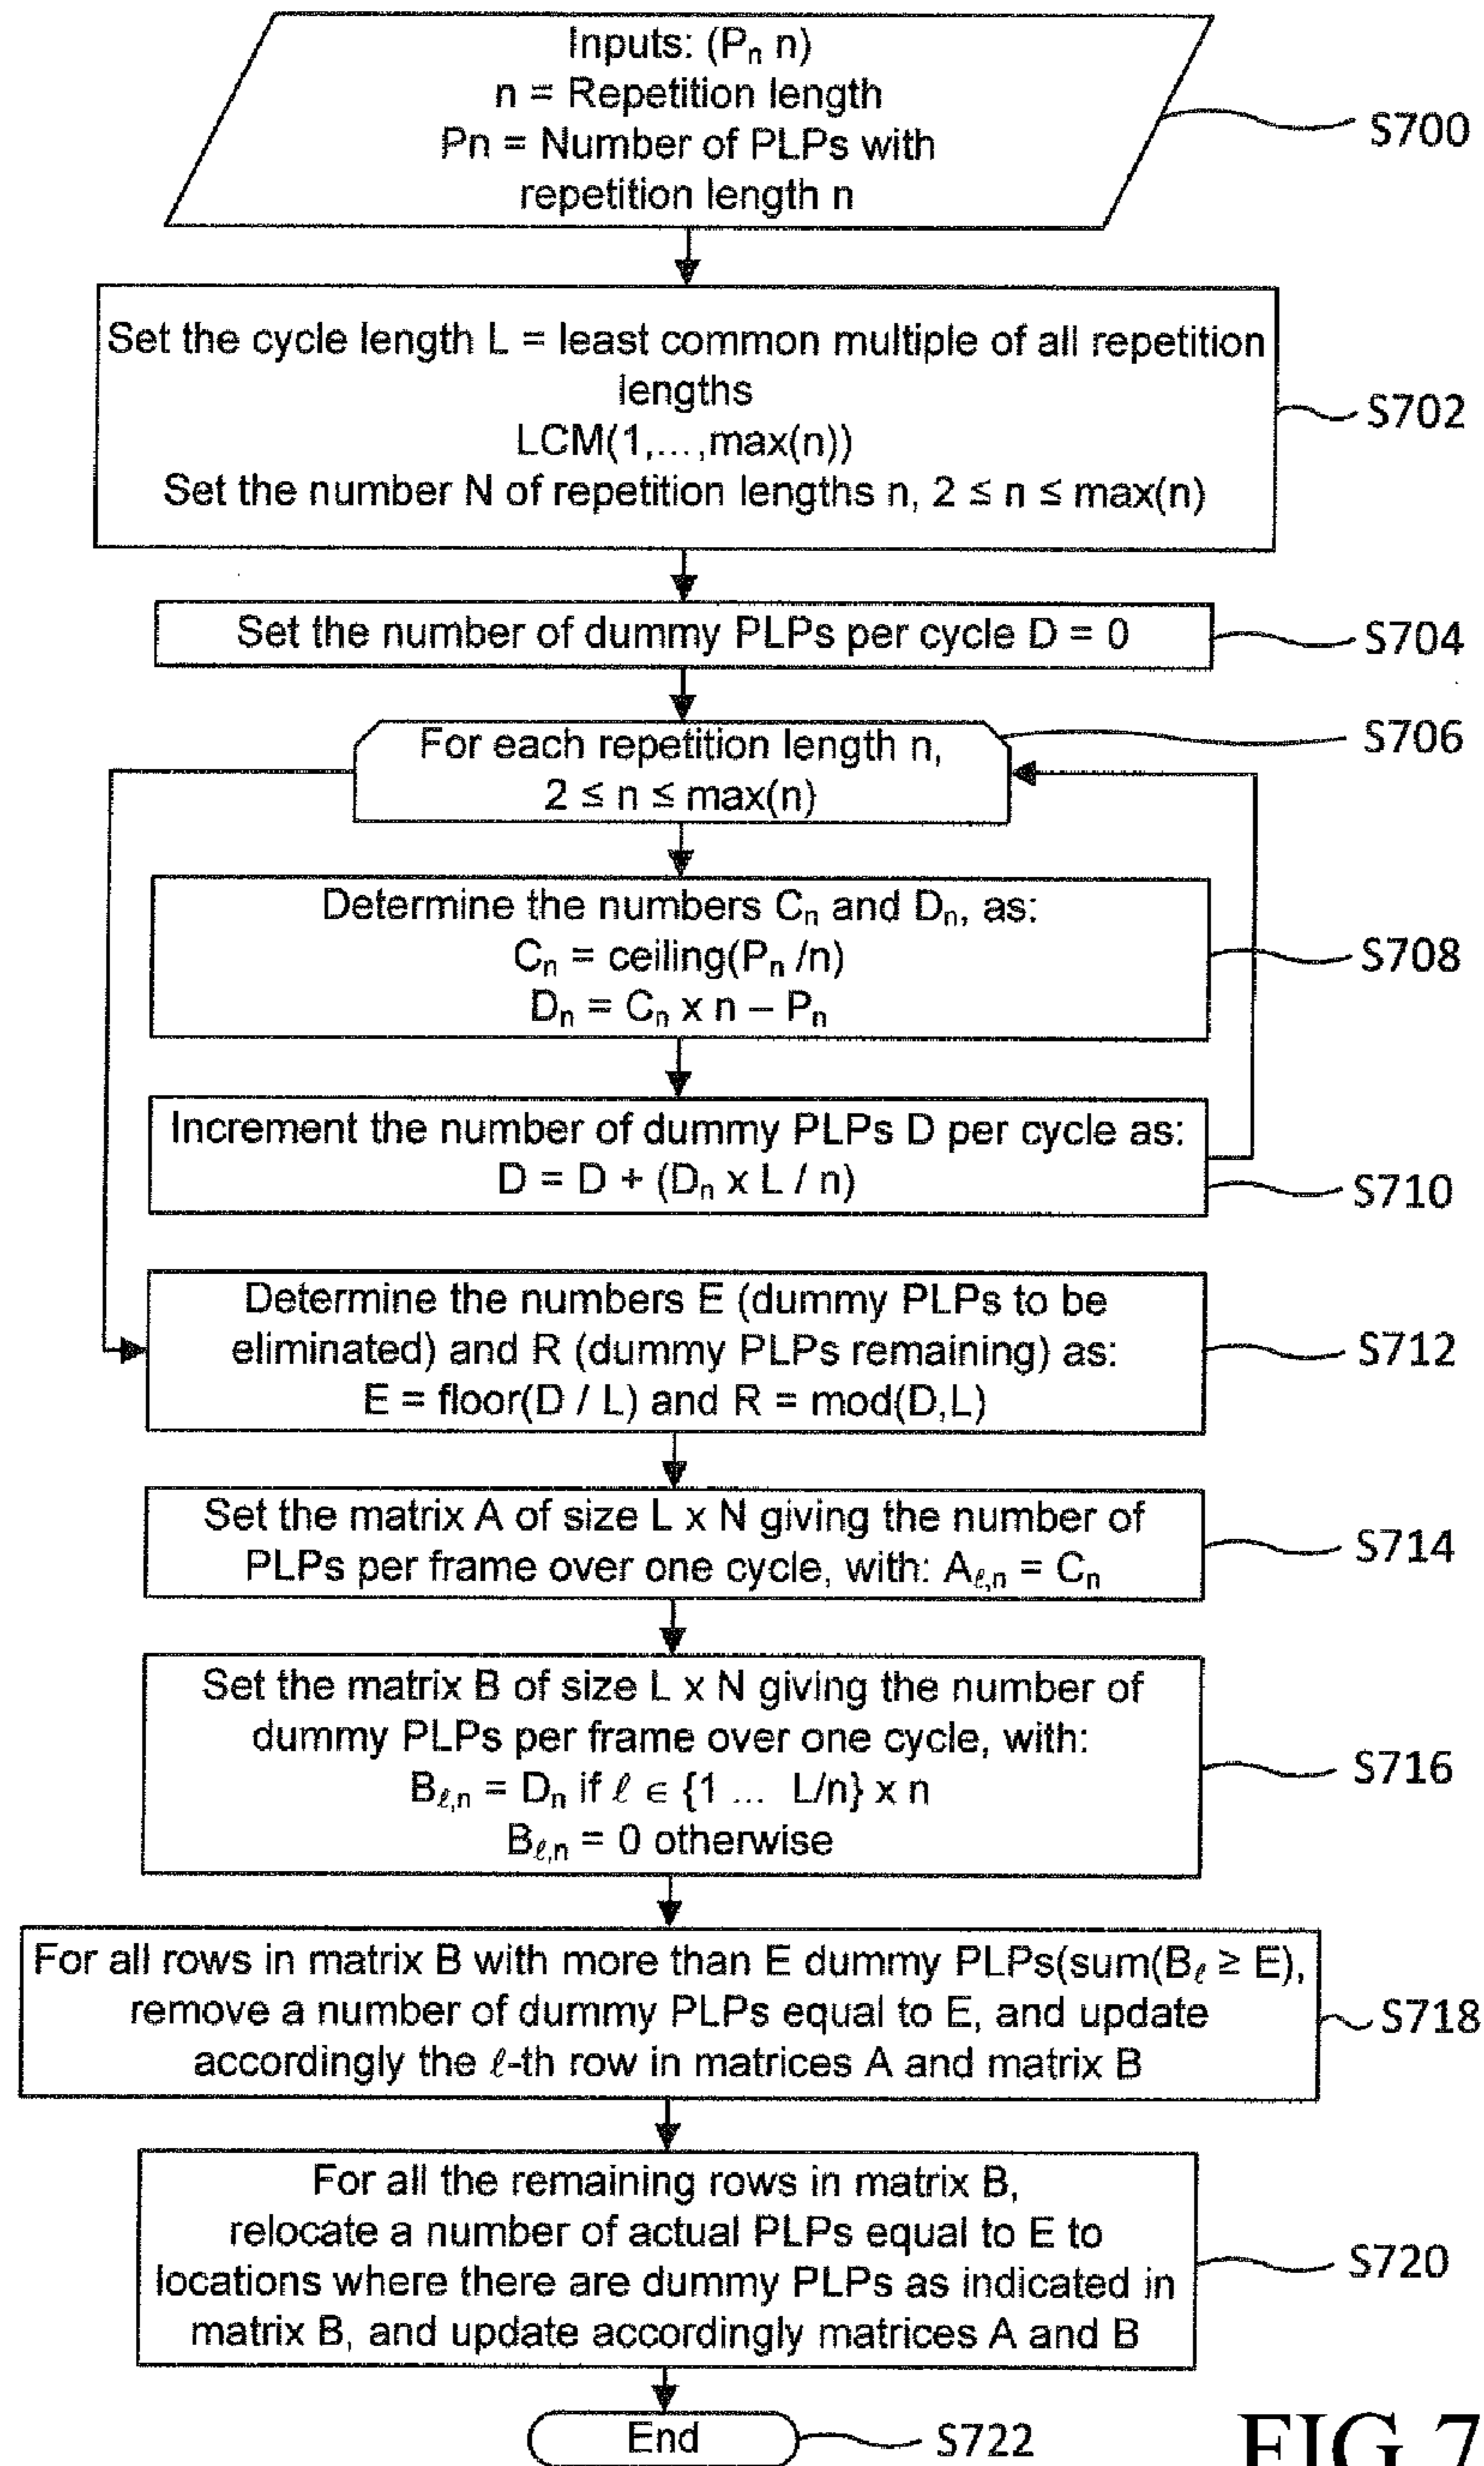 Inputs: (Pn n)
n = Repetition length
Pn = Number of PLPs with
repetition length n
S700
Set the cycle length L = least common multiple of all repetition
lengths
LCM(1,...,max(n))
Set the number N of repetition lengths n, 2 ≤ n ≤ max(n)
S702
Set the number of dummy PLPs per cycle D = 0
S704
For each repetition length n,
2 ≤ n ≤ max(n)
S706
Determine the numbers Cn and Dn, as:
Cn = ceiling(Pn /n)
Dn = Cn x n – Pn
S708
Increment the number of dummy PLPs D per cycle as:
D = D + (Dn x L / n)
S710
Determine the numbers E (dummy PLPs to be
eliminated) and R (dummy PLPs remaining) as:
E = floor(D / L) and R = mod(D,L)
S712
Set the matrix A of size L x N giving the number of
PLPs per frame over one cycle, with: Aℓ,n = Cn
S714
Set the matrix B of size L x N giving the number of
dummy PLPs per frame over one cycle, with:
Bℓ,n = Dn if ℓ ∈ {1 ... L/n} x n
Bℓ,n = 0 otherwise
S716
For all rows in matrix B with more than E dummy PLPs(sum(Bℓ ≥ E),
remove a number of dummy PLPs equal to E, and update
accordingly the ℓ-th row in matrices A and matrix B
S718
For all the remaining rows in matrix B,
relocate a number of actual PLPs equal to E to
locations where there are dummy PLPs as indicated in
matrix B, and update accordingly matrices A and B
S720
End
S722
FIG 7